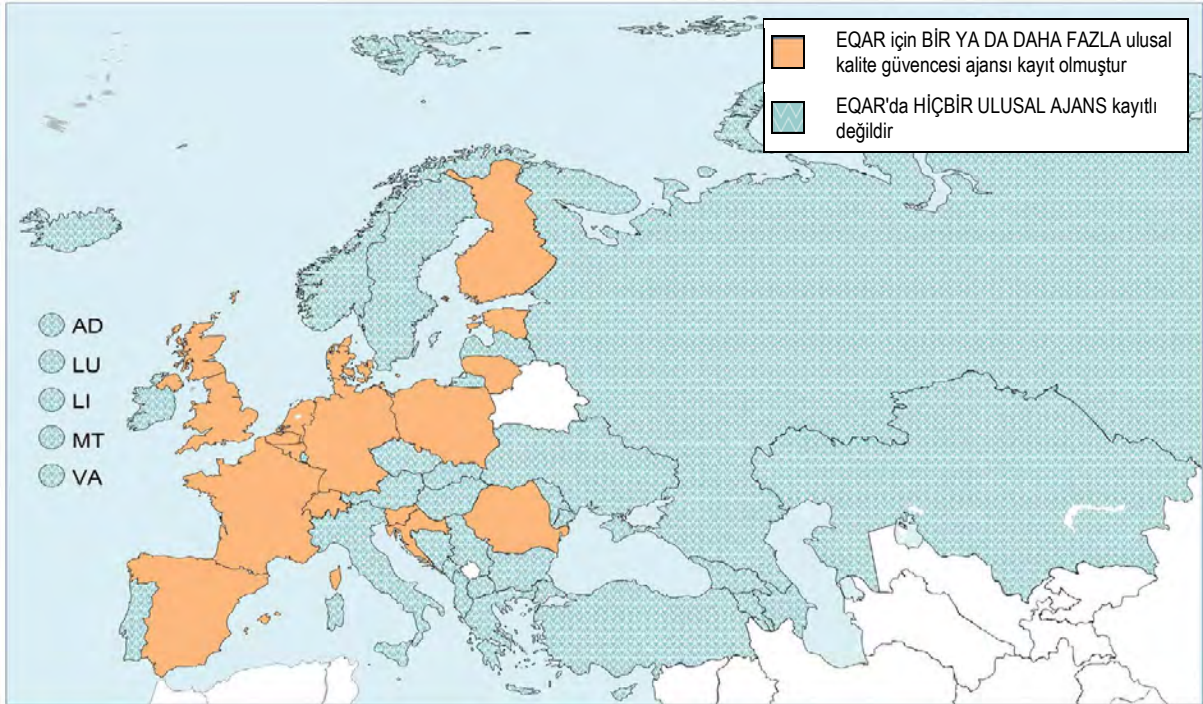 EQAR için BİR YA DA DAHA FAZLA ulusal
kalite güvencesi ajansı kayıt olmuştur
EQAR'da HİÇBİR ULUSAL AJANS kayıtlı
değildir
AD
LU
LI
MT
VA